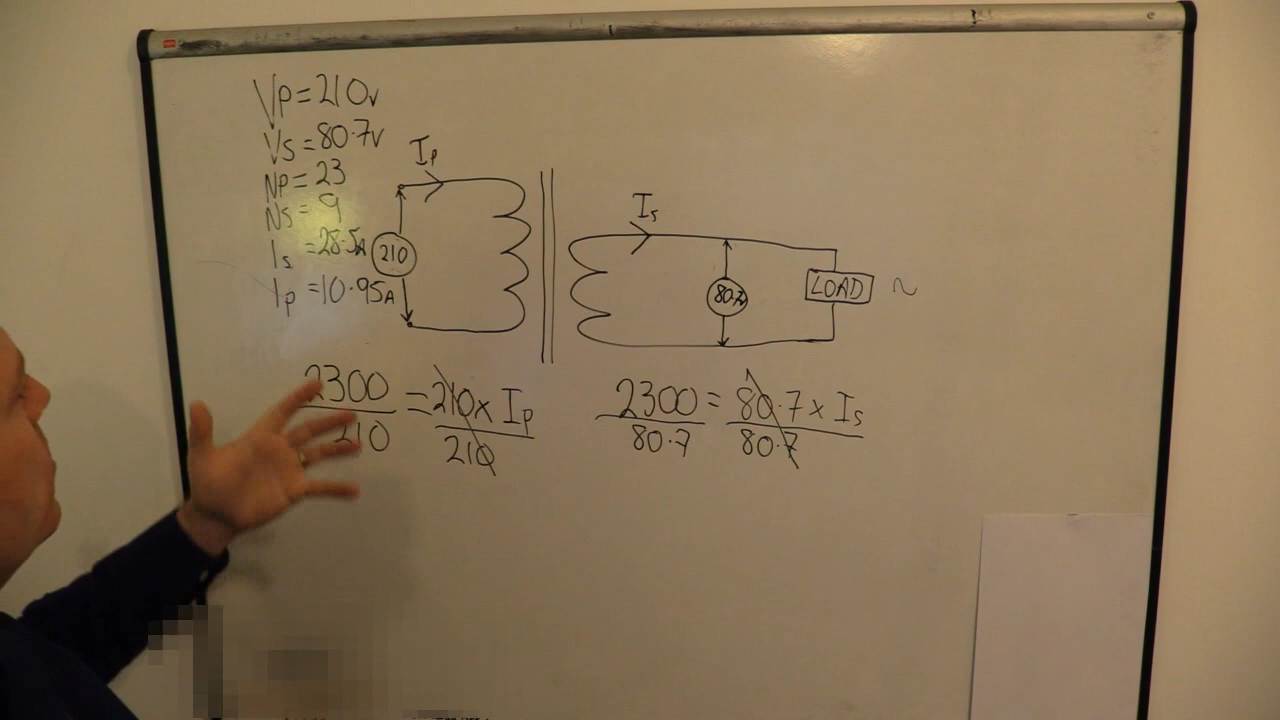 Vp = 210v
Vs = 80.7v
Np = 23
Ns = 9
Is = 28.5A
Ip = 10.95A
Ip
210
Is
80.7v
LOAD ~
2300 = 210 x Ip
210 210
2300 = 80.7 x Is
80.7 80.7